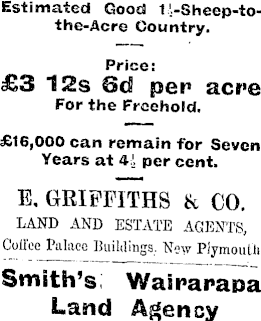 Estimated Good 1½-Sheep-to-
the-Acre Country.
Price:
£3 12s 6d per acre
For the Freehold.
£16,000 can remain for Seven
Years at 4½ per cent.
E. GRIFFITHS & CO.
LAND AND ESTATE AGENTS,
Coffee Palace Buildings. New Plymouth
Smith's Wairarapa
Land Agency